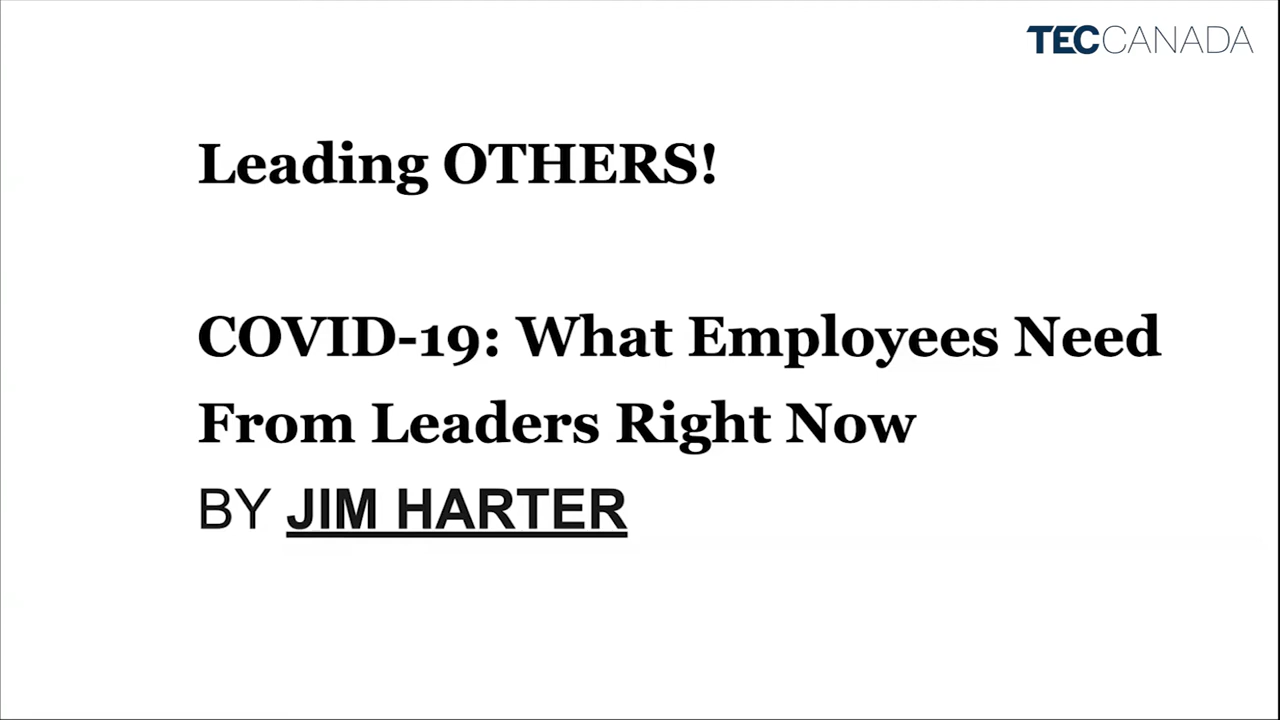 TECCANADA
Leading OTHERS!
COVID-19: What Employees Need
From Leaders Right Now
BY JIM HARTER